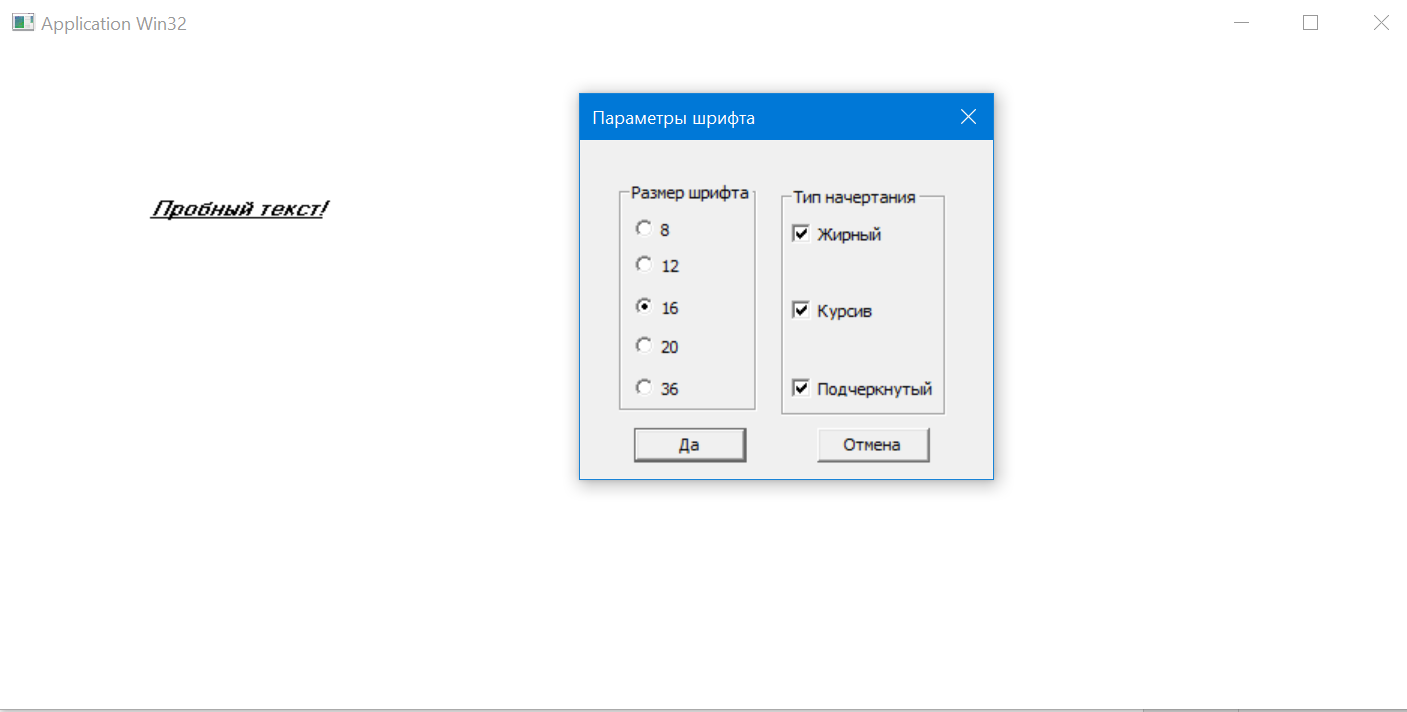 Application Win32
Параметры шрифта
Пробный текст!
Размер шрифта
8
12
16
20
36
Тип начертания
Жирный
Курсив
Подчеркнутый
Да
Отмена